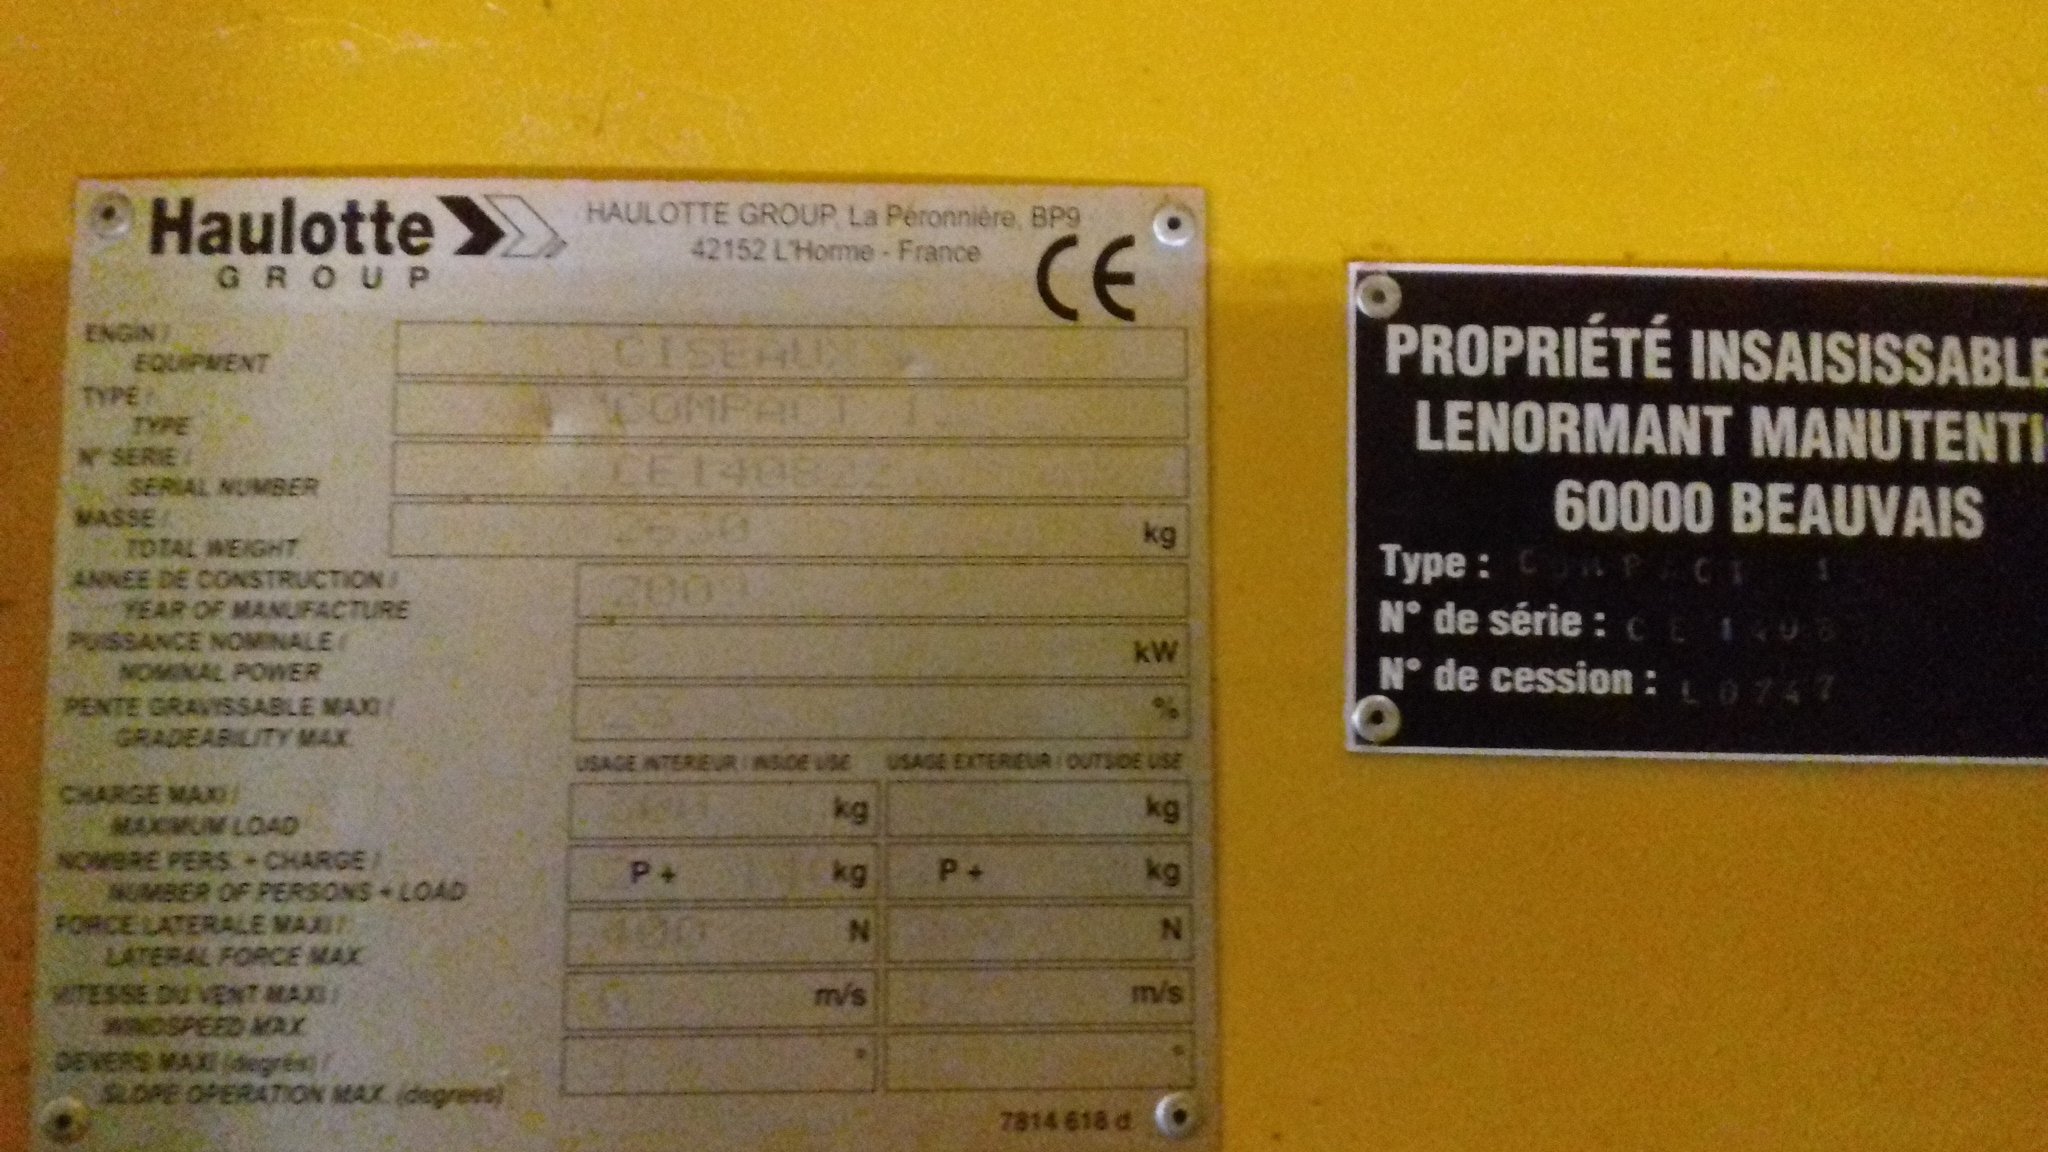 Haulotte
GROUP
HAULOTTE GROUP, La Péronnière, BP9
42152 L'Horme - France
CE
ENGIN /
EQUIPMENT
CISEAUX
TYPE /
TYPE
COMPACT
N° SERIE /
SERIAL NUMBER
MASSE /
TOTAL WEIGHT
kg
ANNEE DE CONSTRUCTION /
YEAR OF MANUFACTURE
PUISSANCE NOMINALE /
NOMINAL POWER
kW
PENTE GRAVISSABLE MAXI /
GRADEABILITY MAX.
%
USAGE INTERIEUR / INSIDE USE
USAGE EXTERIEUR / OUTSIDE USE
CHARGE MAXI /
MAXIMUM LOAD
kg
kg
NOMBRE PERS. + CHARGE /
NUMBER OF PERSONS + LOAD
P + kg
P + kg
FORCE LATERALE MAXI /
LATERAL FORCE MAX.
400 N
N
VITESSE DU VENT MAXI /
WINDSPEED MAX.
0 m/s
m/s
DEVERS MAXI (degrés) /
SLOPE OPERATION MAX. (degrees)
°
°
7814 618 d
PROPRIÉTÉ INSAISISSABLE
LENORMANT MANUTENTI
60000 BEAUVAIS
Type : COMPACT
N° de série :
N° de cession : L0747